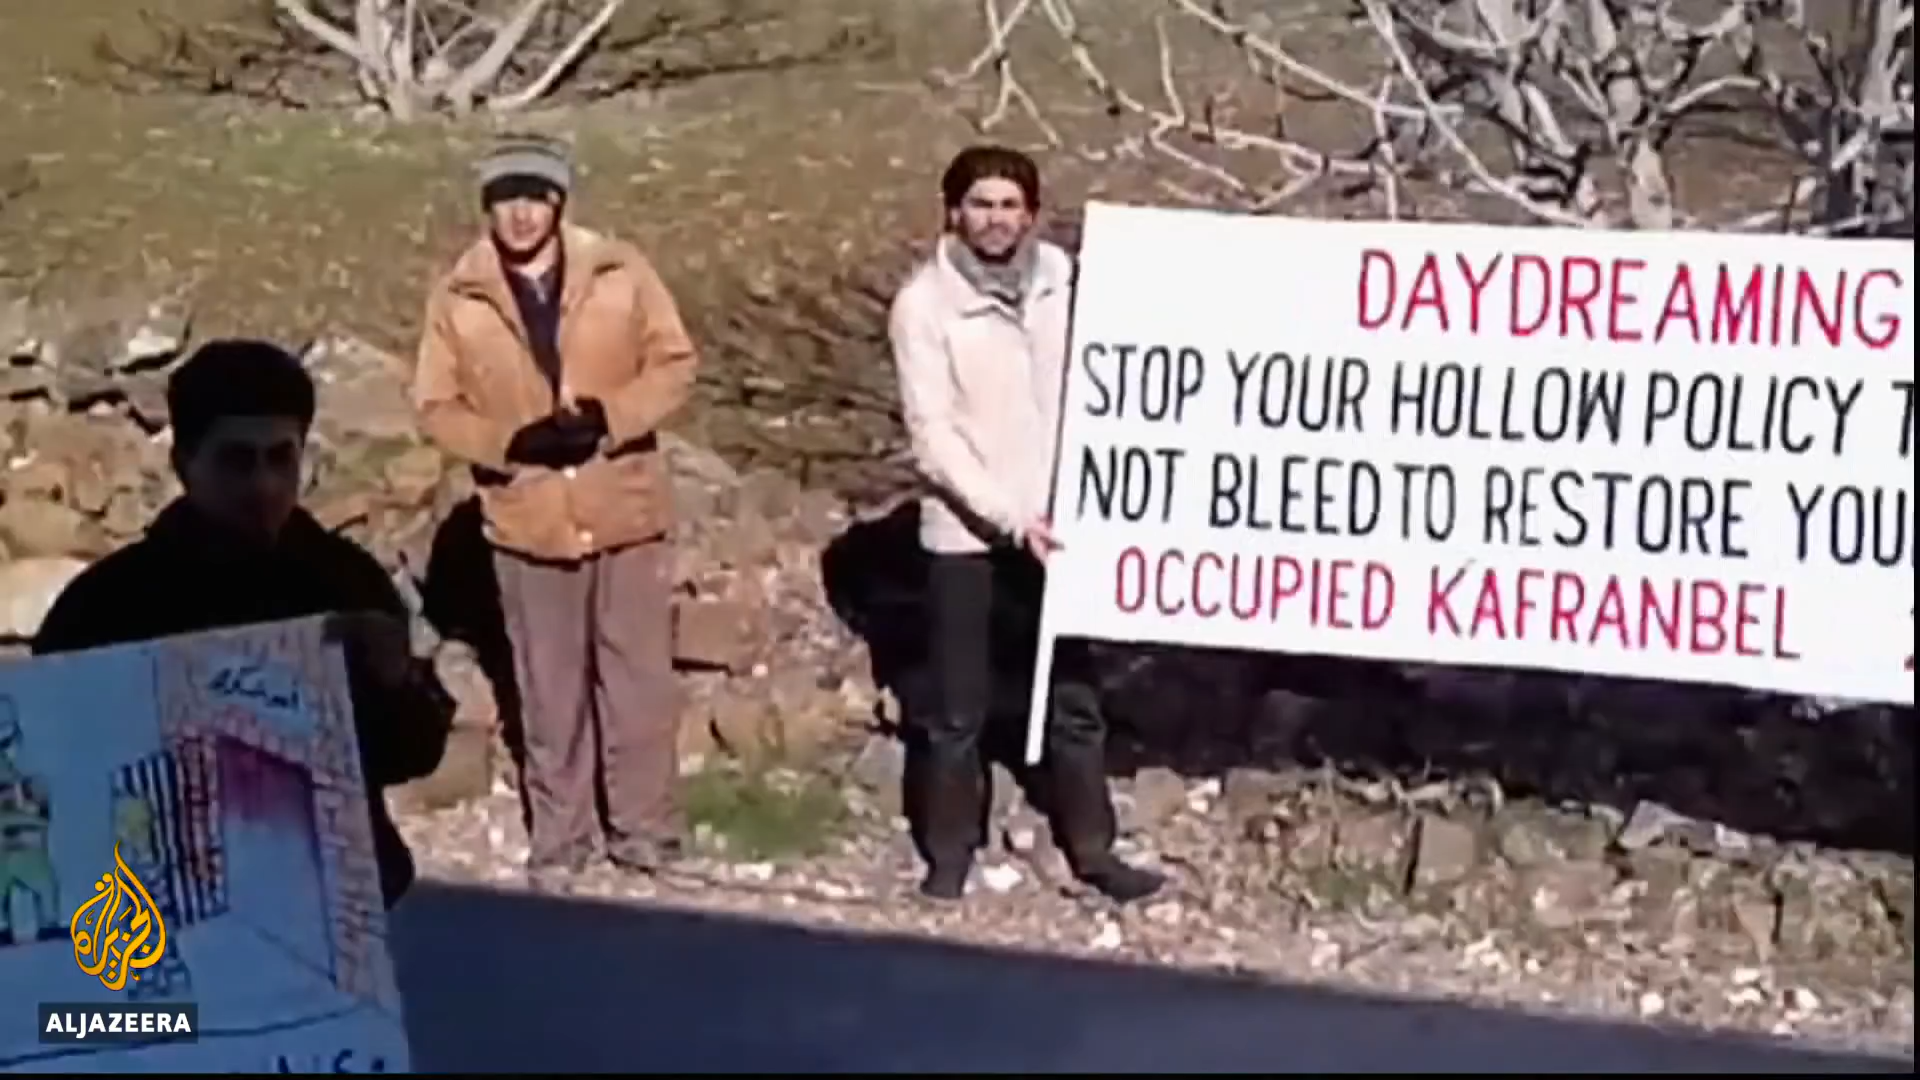 DAYDREAMING
STOP YOUR HOLLOW POLICY T
NOT BLEED TO RESTORE YOU
OCCUPIED KAFRANBEL
ALJAZEERA